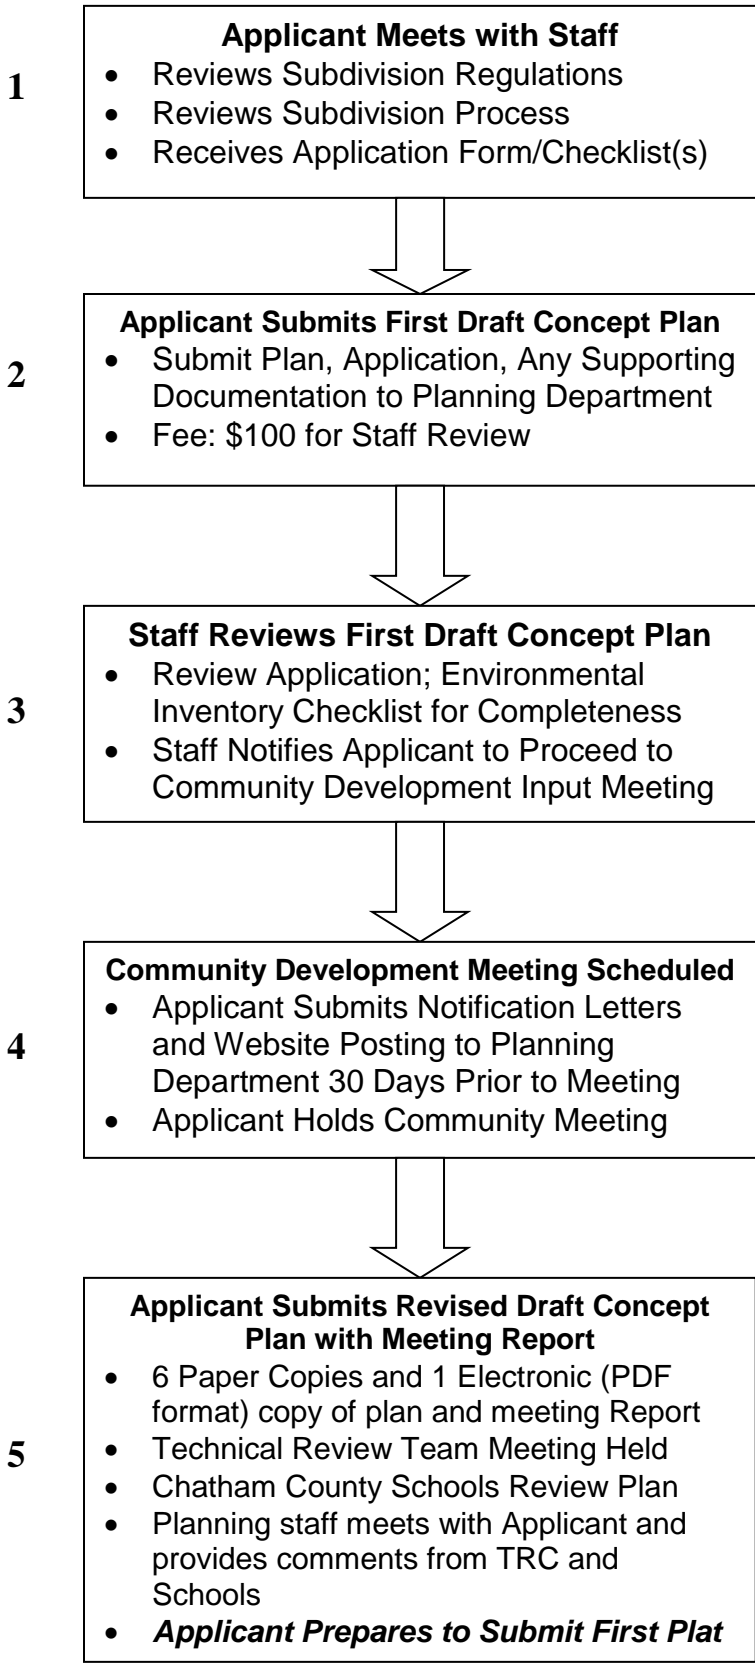 Applicant Meets with Staff
1
• Reviews Subdivision Regulations
• Reviews Subdivision Process
• Receives Application Form/Checklist(s)
Applicant Submits First Draft Concept Plan
2
• Submit Plan, Application, Any Supporting
Documentation to Planning Department
• Fee: $100 for Staff Review
Staff Reviews First Draft Concept Plan
3
• Review Application; Environmental
Inventory Checklist for Completeness
• Staff Notifies Applicant to Proceed to
Community Development Input Meeting
Community Development Meeting Scheduled
4
• Applicant Submits Notification Letters
and Website Posting to Planning
Department 30 Days Prior to Meeting
• Applicant Holds Community Meeting
Applicant Submits Revised Draft Concept
Plan with Meeting Report
5
• 6 Paper Copies and 1 Electronic (PDF
format) copy of plan and meeting Report
• Technical Review Team Meeting Held
• Chatham County Schools Review Plan
• Planning staff meets with Applicant and
provides comments from TRC and
Schools
• Applicant Prepares to Submit First Plat